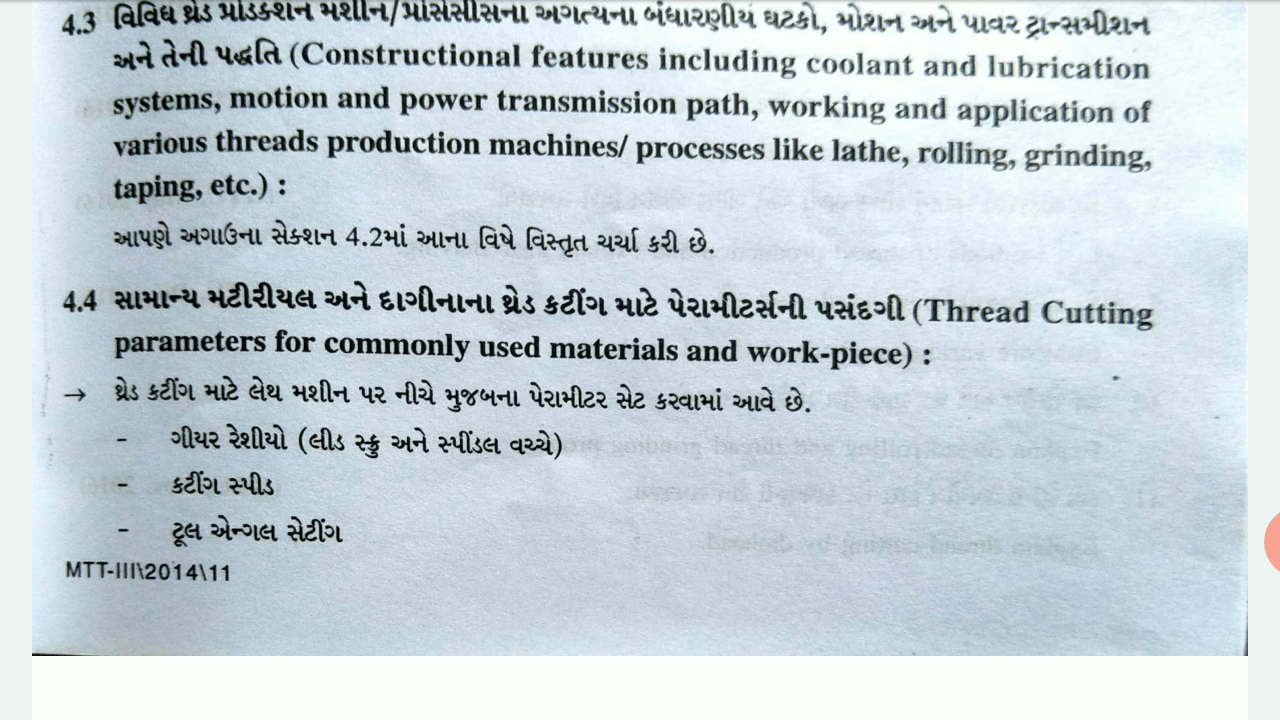 4.3 વિવિધ થ્રેડ પ્રોડક્શન મશીન/પ્રોસેસીસના અગત્યના બંધારણીય ઘટકો, મોશન અને પાવર ટ્રાન્સમીશન
અને તેની પદ્ધતિ (Constructional features including coolant and lubrication
systems, motion and power transmission path, working and application of
various threads production machines/ processes like lathe, rolling, grinding,
taping, etc.) :
આપણે અગાઉના સેક્શન 4.2માં આના વિષે વિસ્તૃત ચર્ચા કરી છે.
4.4 સામાન્ય મટીરીયલ અને દાગીનાના થ્રેડ કટીંગ માટે પેરામીટર્સની પસંદગી (Thread Cutting
parameters for commonly used materials and work-piece) :
→ થ્રેડ કટીંગ માટે લેથ મશીન પર નીચે મુજબના પેરામીટર સેટ કરવામાં આવે છે.
- ગીયર રેશીયો (લીડ સ્ક્રુ અને સ્પીંડલ વચ્ચે)
- કટીંગ સ્પીડ
- ટૂલ એન્ગલ સેટીંગ
MTT-III\2014\11